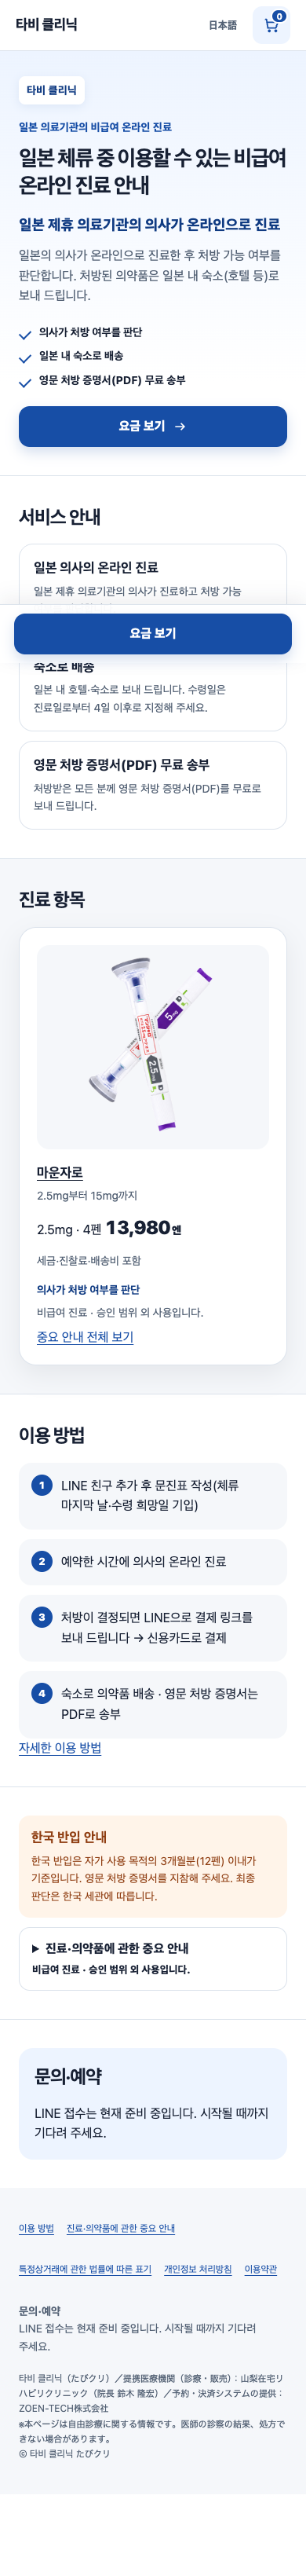 타비 클리닉
日本語
0
타비 클리닉
일본 의료기관의 비급여 온라인 진료
일본 체류 중 이용할 수 있는 비급여
온라인 진료 안내
일본 제휴 의료기관의 의사가 온라인으로 진료
일본의 의사가 온라인으로 진료한 후 처방 가능 여부를
판단합니다. 처방된 의약품은 일본 내 숙소(호텔 등)로
보내 드립니다.
의사가 처방 여부를 판단
일본 내 숙소로 배송
영문 처방 증명서(PDF) 무료 송부
요금 보기 →
서비스 안내
일본 의사의 온라인 진료
일본 제휴 의료기관의 의사가 진료하고 처방 가능
요금 보기
숙소로 배송
일본 내 호텔·숙소로 보내 드립니다. 수령일은
진료일로부터 4일 이후로 지정해 주세요.
영문 처방 증명서(PDF) 무료 송부
처방받은 모든 분께 영문 처방 증명서(PDF)를 무료로
보내 드립니다.
진료 항목
5mg
2.5
마운자로
2.5mg부터 15mg까지
2.5mg · 4펜 13,980엔
세금·진찰료·배송비 포함
의사가 처방 여부를 판단
비급여 진료 · 승인 범위 외 사용입니다.
중요 안내 전체 보기
이용 방법
1 LINE 친구 추가 후 문진표 작성(체류
마지막 날·수령 희망일 기입)
2 예약한 시간에 의사의 온라인 진료
3 처방이 결정되면 LINE으로 결제 링크를
보내 드립니다 → 신용카드로 결제
4 숙소로 의약품 배송 · 영문 처방 증명서는
PDF로 송부
자세한 이용 방법
한국 반입 안내
한국 반입은 자가 사용 목적의 3개월분(12펜) 이내가
기준입니다. 영문 처방 증명서를 지참해 주세요. 최종
판단은 한국 세관에 따릅니다.
▶ 진료·의약품에 관한 중요 안내
비급여 진료 · 승인 범위 외 사용입니다.
문의·예약
LINE 접수는 현재 준비 중입니다. 시작될 때까지
기다려 주세요.
이용 방법 진료·의약품에 관한 중요 안내
특정상거래에 관한 법률에 따른 표기 개인정보 처리방침 이용약관
문의·예약
LINE 접수는 현재 준비 중입니다. 시작될 때까지 기다려
주세요.
타비 클리닉（たびクリ）／提携医療機関（診療・販売）：山梨在宅リ
ハビリクリニック（院長 鈴木 隆宏）／予約・決済システムの提供：
ZOEN-TECH株式会社
※本ページは自由診療に関する情報です。医師の診察の結果、処方で
きない場合があります。
© 타비 클리닉 たびクリ